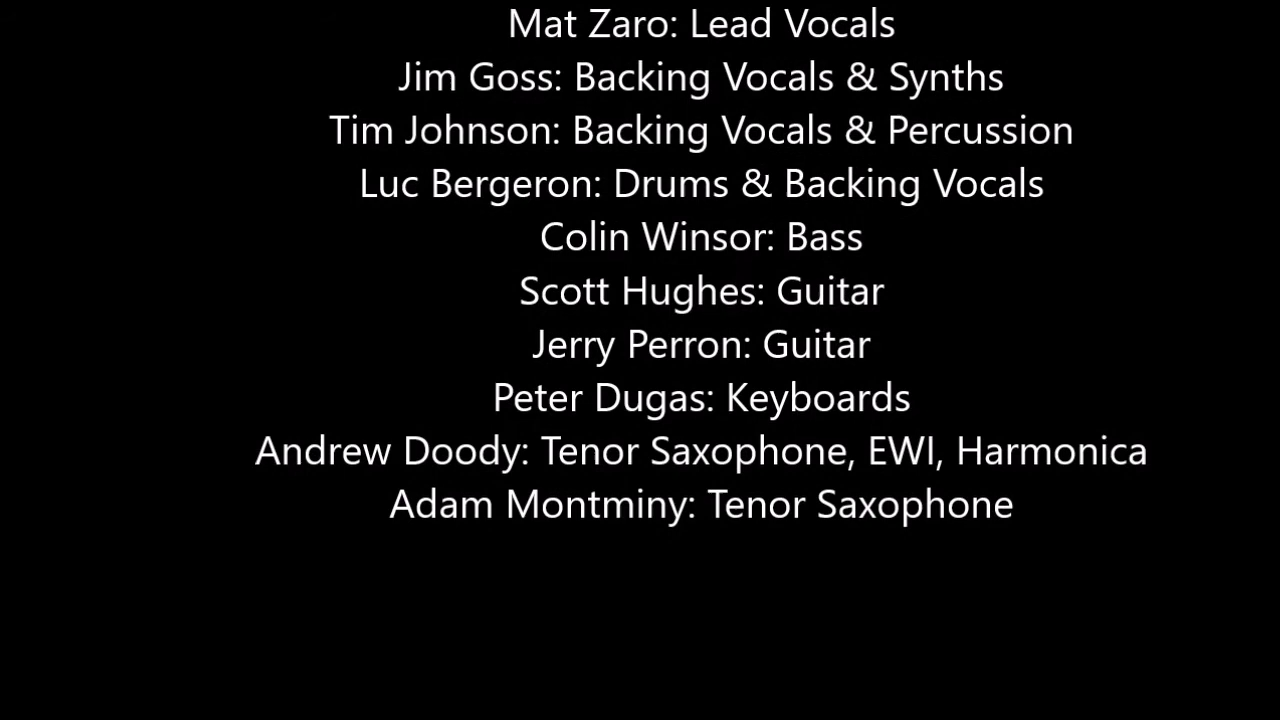 Mat Zaro: Lead Vocals
Jim Goss: Backing Vocals & Synths
Tim Johnson: Backing Vocals & Percussion
Luc Bergeron: Drums & Backing Vocals
Colin Winsor: Bass
Scott Hughes: Guitar
Jerry Perron: Guitar
Peter Dugas: Keyboards
Andrew Doody: Tenor Saxophone, EWI, Harmonica
Adam Montminy: Tenor Saxophone